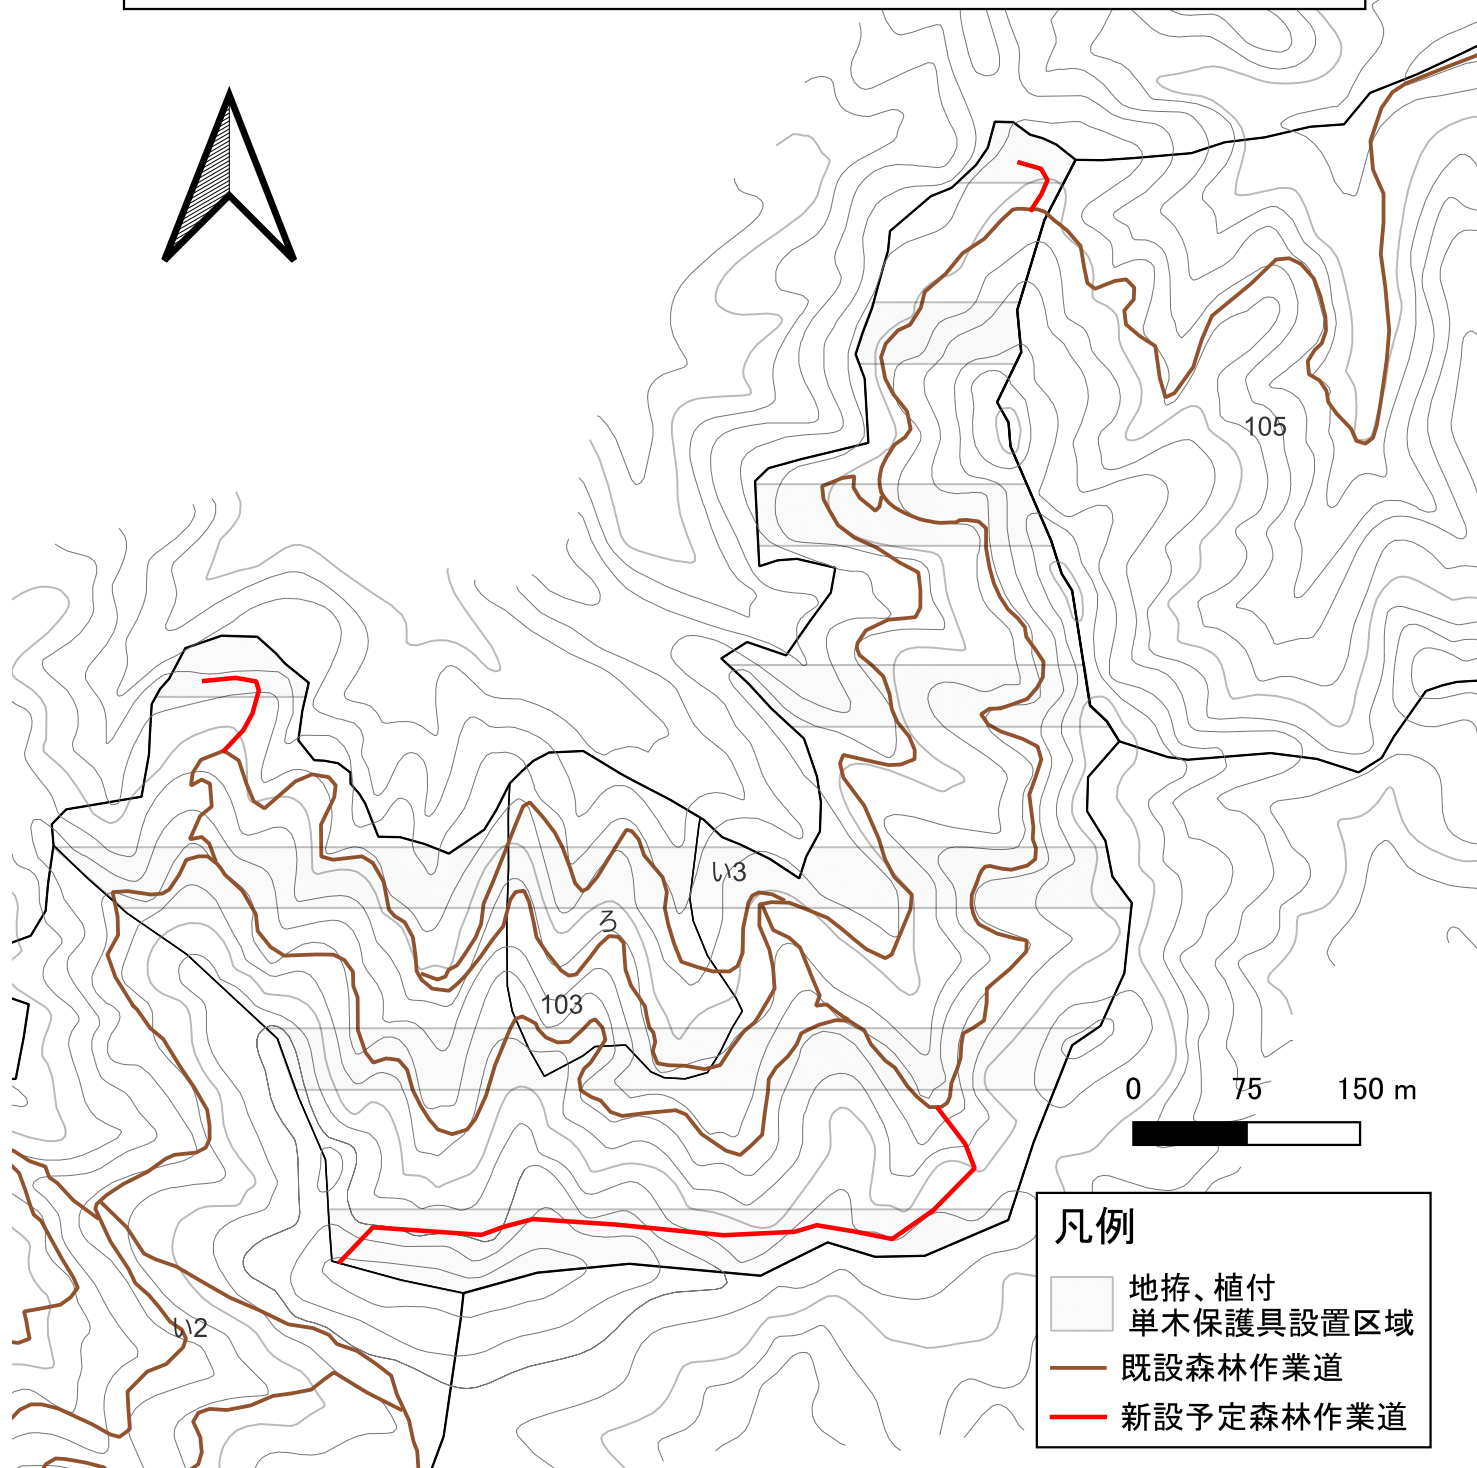 105
い3
ろ
103
0 75 150 m
凡例
地拵、植付
単木保護具設置区域
既設森林作業道
新設予定森林作業道
い2